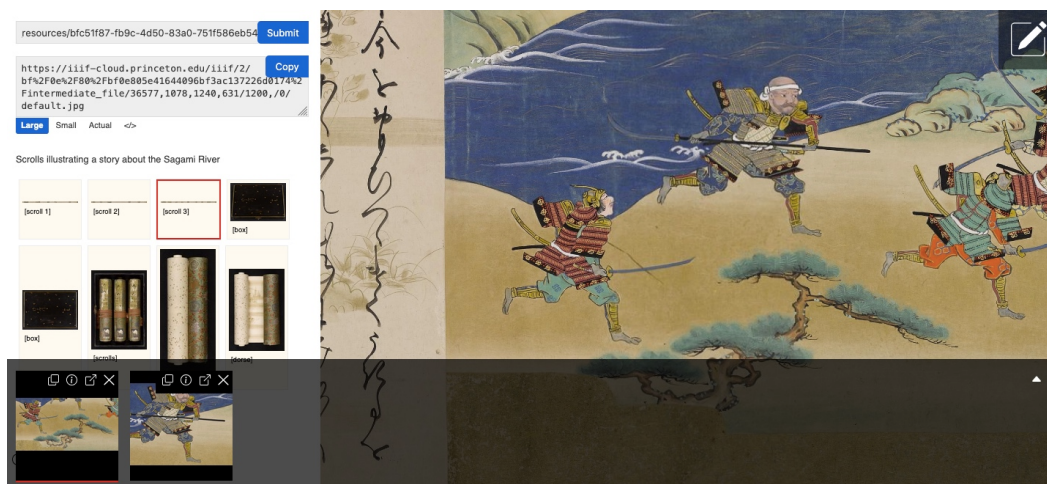 resources/bfc51f87-fb9c-4d50-83a0-751f586eb54
Submit
https://iiif-cloud.princeton.edu/iiif/2/
Copy
bf%2F0e%2F80%2Fbf0e805e41644096bf3ac137226d0174%2
Fintermediate_file/36577,1078,1240,631/1200,/0/
default.jpg
Large Small Actual </>
Scrolls illustrating a story about the Sagami River
[scroll 1]
[scroll 2]
[scroll 3]
[box]
[box]
[scrolls]
[dorso]